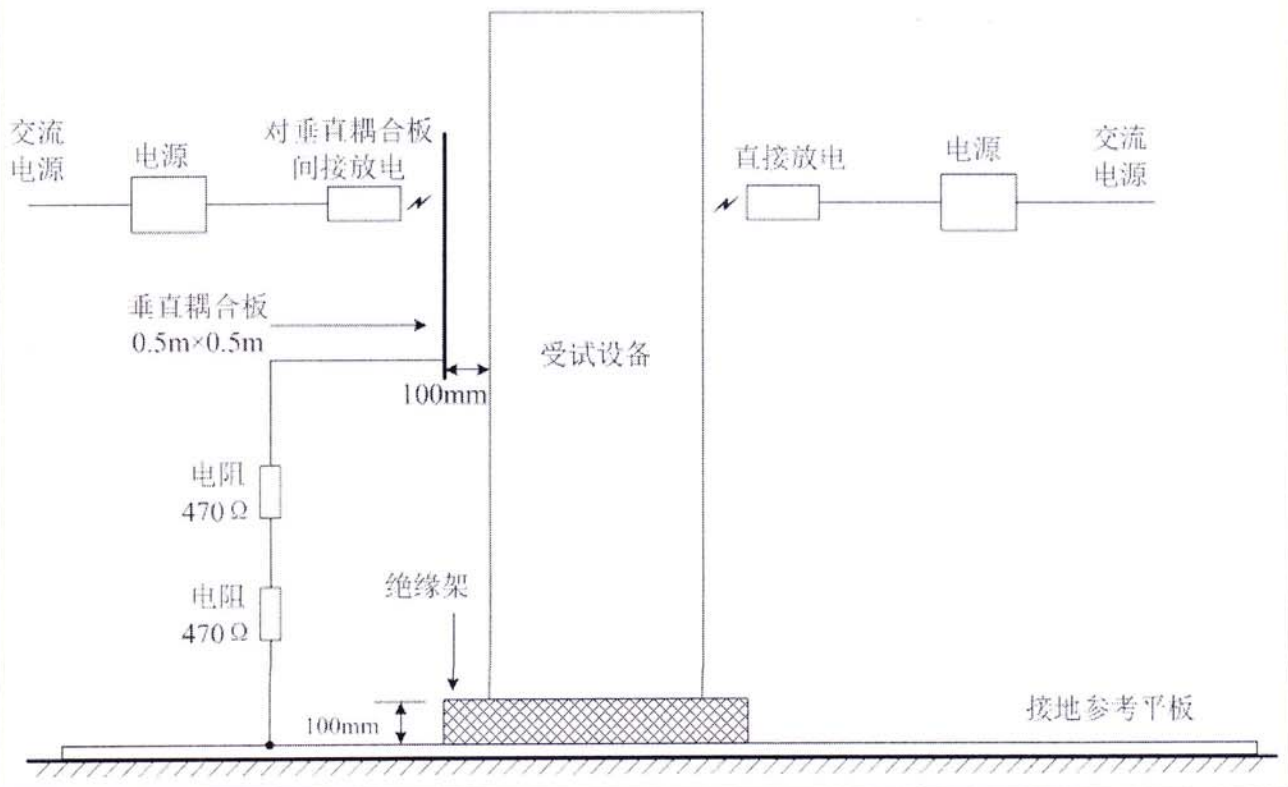 交流
电源
电源
对垂直耦合板
间接放电
直接放电
电源
交流
电源
垂直耦合板
0.5m×0.5m
100mm
受试设备
电阻
470Ω
电阻
470Ω
绝缘架
100mm
接地参考平板